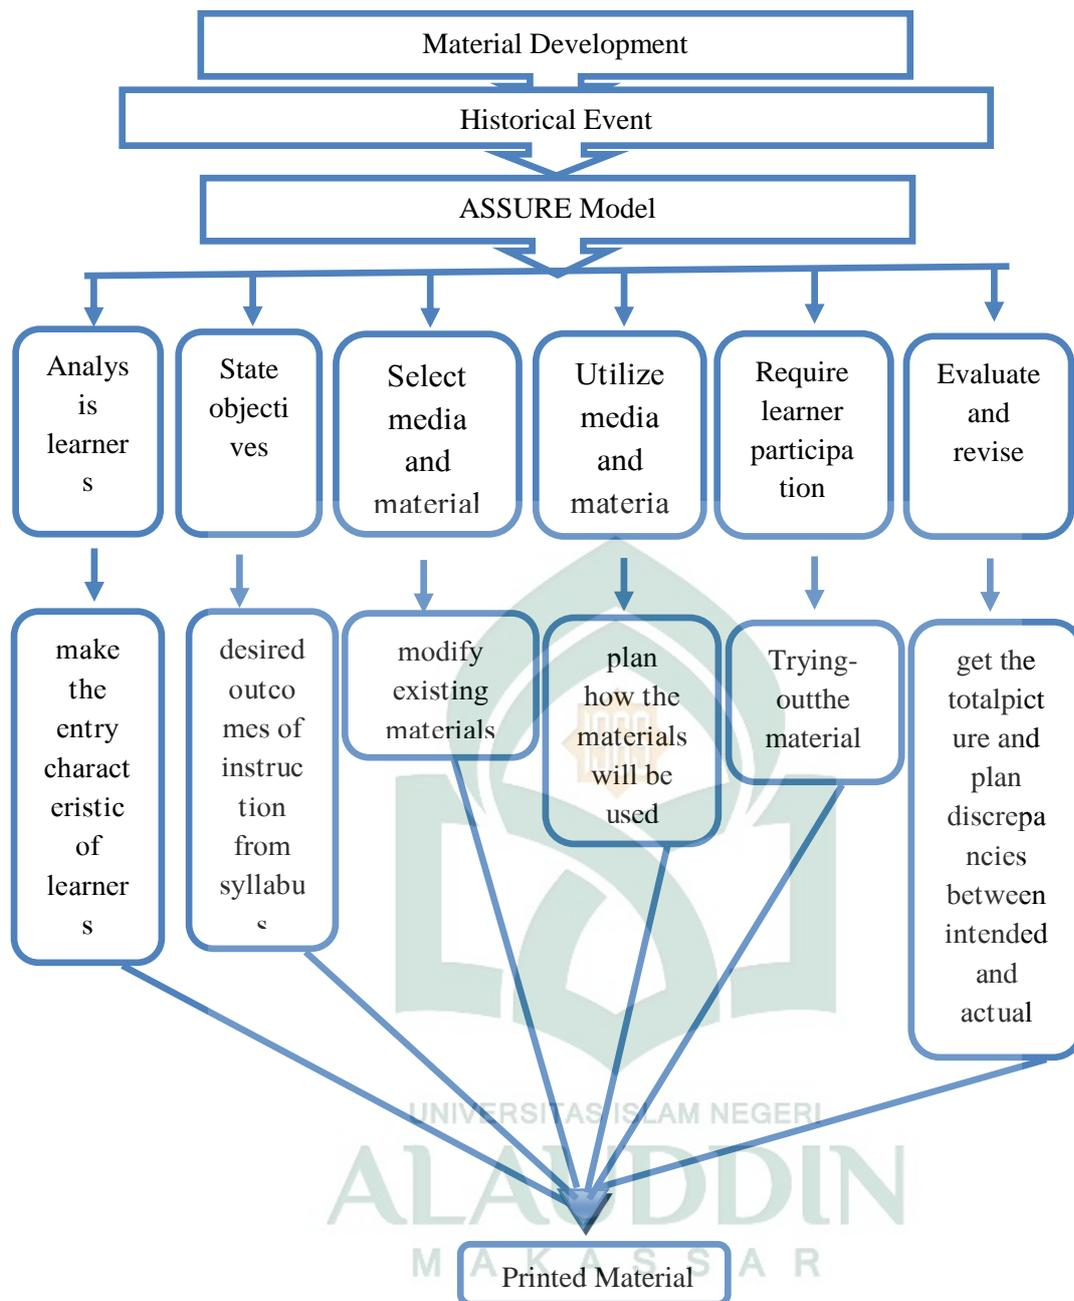 Material Development
Historical Event
ASSURE Model
Analys
is
learner
s
State
objecti
ves
Select
media
and
material
Utilize
media
and
materia
Require
learner
participa
tion
Evaluate
and
revise
make
the
entry
charact
eristic
of
learner
s
desired
outco
mes of
instruc
tion
from
syllabu
s
modify
existing
materials
plan
how the
materials
will be
used
Trying-
outthe
material
get the
totalpict
ure and
plan
discrepa
ncies
between
intended
and
actual
UNIVERSITAS ISLAM NEGERI
ALAUDDIN
MAKASSAR
Printed Material